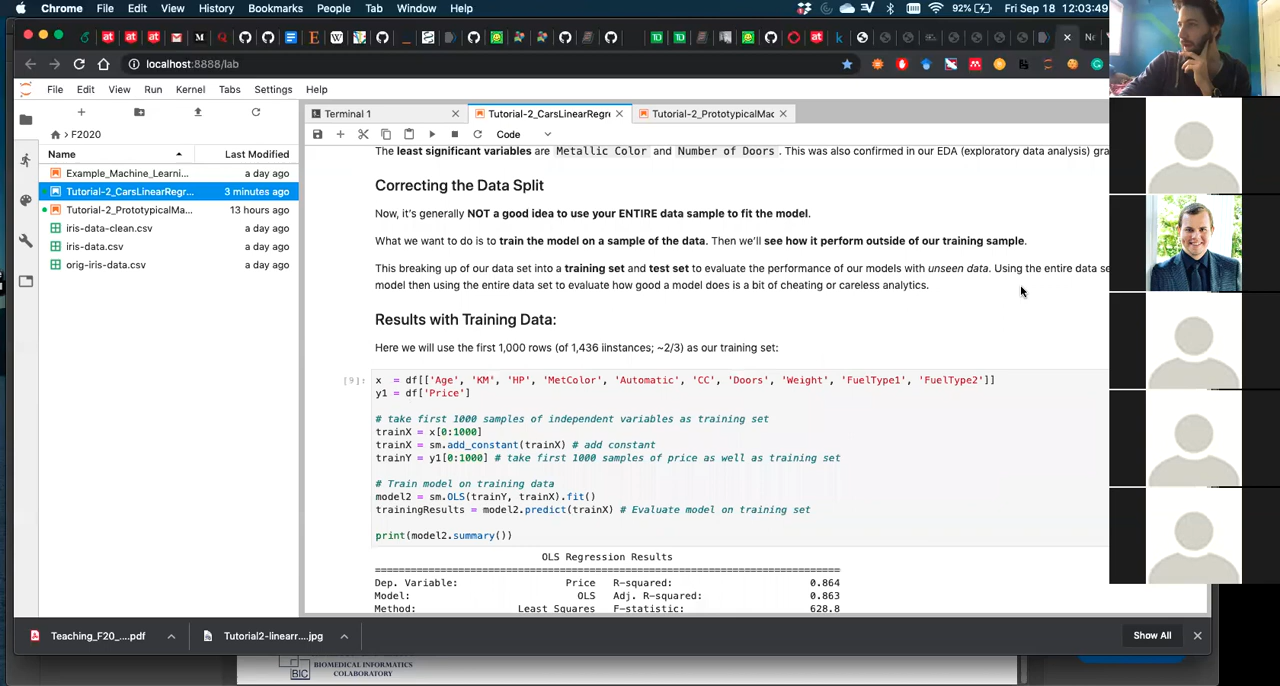 Chrome File Edit View History Bookmarks People Tab Window Help 92% Fri Sep 18 12:03:49
localhost:8888/lab
File Edit View Run Kernel Tabs Settings Help
F2020
Name Last Modified
Example_Machine_Learni... a day ago
Tutorial-2_CarsLinearRegr... 3 minutes ago
Tutorial-2_PrototypicalMa... 13 hours ago
iris-data-clean.csv a day ago
iris-data.csv a day ago
orig-iris-data.csv a day ago
Terminal 1 Tutorial-2_CarsLinearRegre Tutorial-2_PrototypicalMac
Code
The least significant variables are Metallic Color and Number of Doors. This was also confirmed in our EDA (exploratory data analysis) gra
Correcting the Data Split
Now, it's generally NOT a good idea to use your ENTIRE data sample to fit the model.
What we want to do is to train the model on a sample of the data. Then we'll see how it perform outside of our training sample.
This breaking up of our data set into a training set and test set to evaluate the performance of our models with unseen data. Using the entire data se
model then using the entire data set to evaluate how good a model does is a bit of cheating or careless analytics.
Results with Training Data:
Here we will use the first 1,000 rows (of 1,436 iinstances; ~2/3) as our training set:
[9]: x = df[['Age', 'KM', 'HP', 'MetColor', 'Automatic', 'CC', 'Doors', 'Weight', 'FuelType1', 'FuelType2']]
y1 = df['Price']
# take first 1000 samples of independent variables as training set
trainX = x[0:1000]
trainX = sm.add_constant(trainX) # add constant
trainY = y1[0:1000] # take first 1000 samples of price as well as training set
# Train model on training data
model2 = sm.OLS(trainY, trainX).fit()
trainingResults = model2.predict(trainX) # Evaluate model on training set
print(model2.summary())
OLS Regression Results
==============================================================================
Dep. Variable: Price R-squared: 0.864
Model: OLS Adj. R-squared: 0.863
Method: Least Squares F-statistic: 628.8
Teaching_F20_....pdf Tutorial2-linearr....jpg Show All
BIC BIOMEDICAL INFORMATICS
COLABORATORY